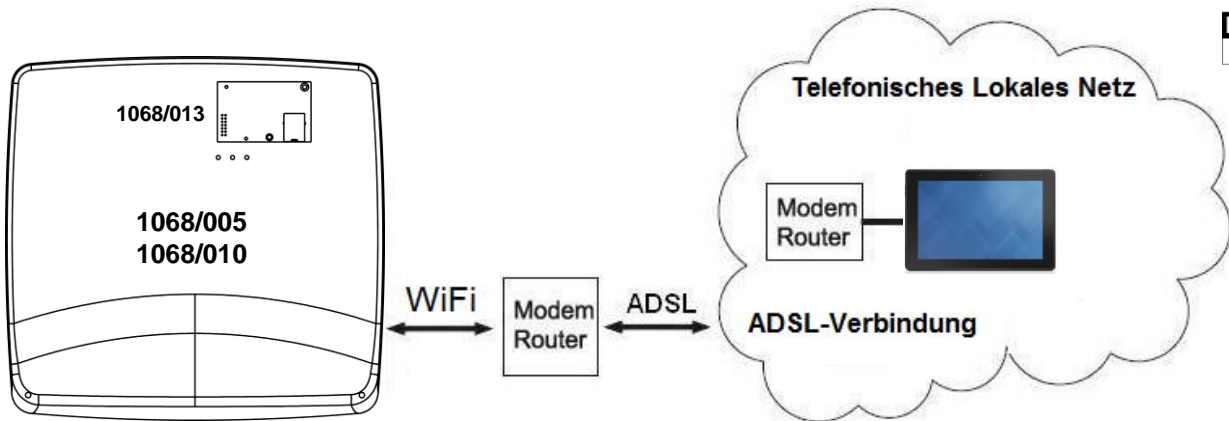 1068/013
1068/005
1068/010
WiFi
Modem
Router
ADSL
Telefonisches Lokales Netz
Modem
Router
ADSL-Verbindung